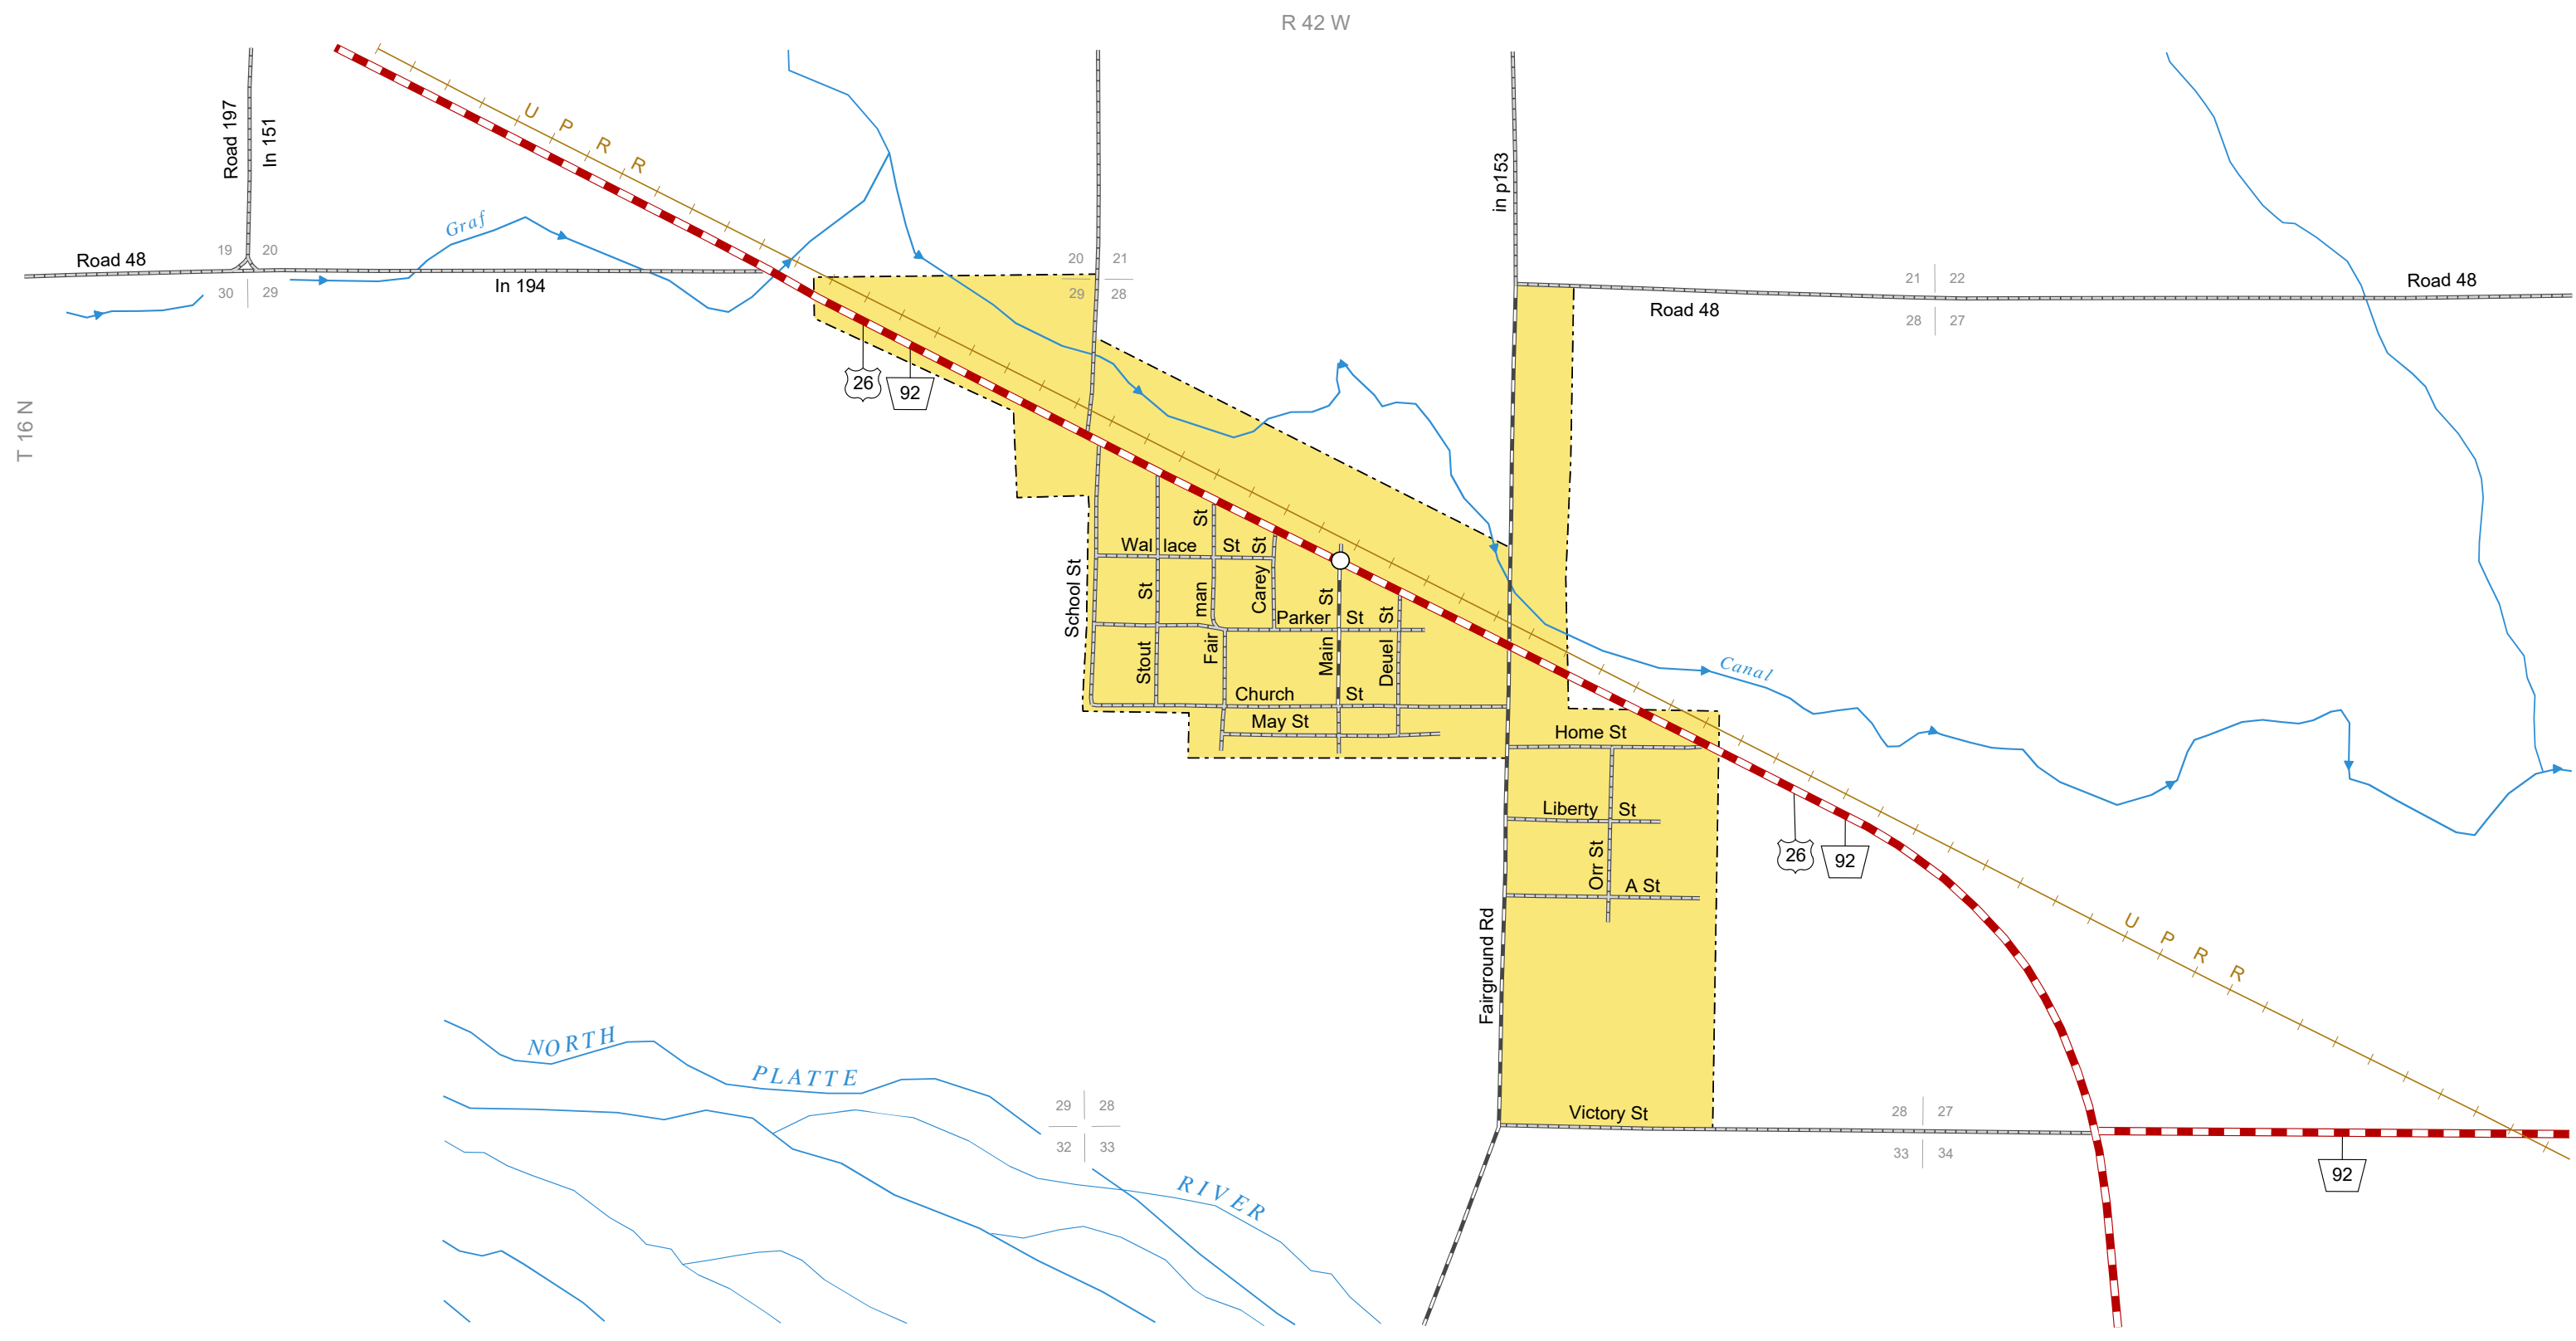 R 42 W
Road 197
In 151
U P R R
in p153
Graf
Road 48
19 20
30 29
In 194
20 21
29 28
21 22
28 27
Road 48
Road 48
T 16 N
26
92
School St
Wal lace St
Stout St
Fair man St
Carey St
Parker St
Main St
Deuel St
Church St
May St
Canal
Home St
Liberty St
Orr St
A St
26
92
Fairground Rd
U P R R
NORTH PLATTE RIVER
29 28
32 33
Victory St
28 27
33 34
92